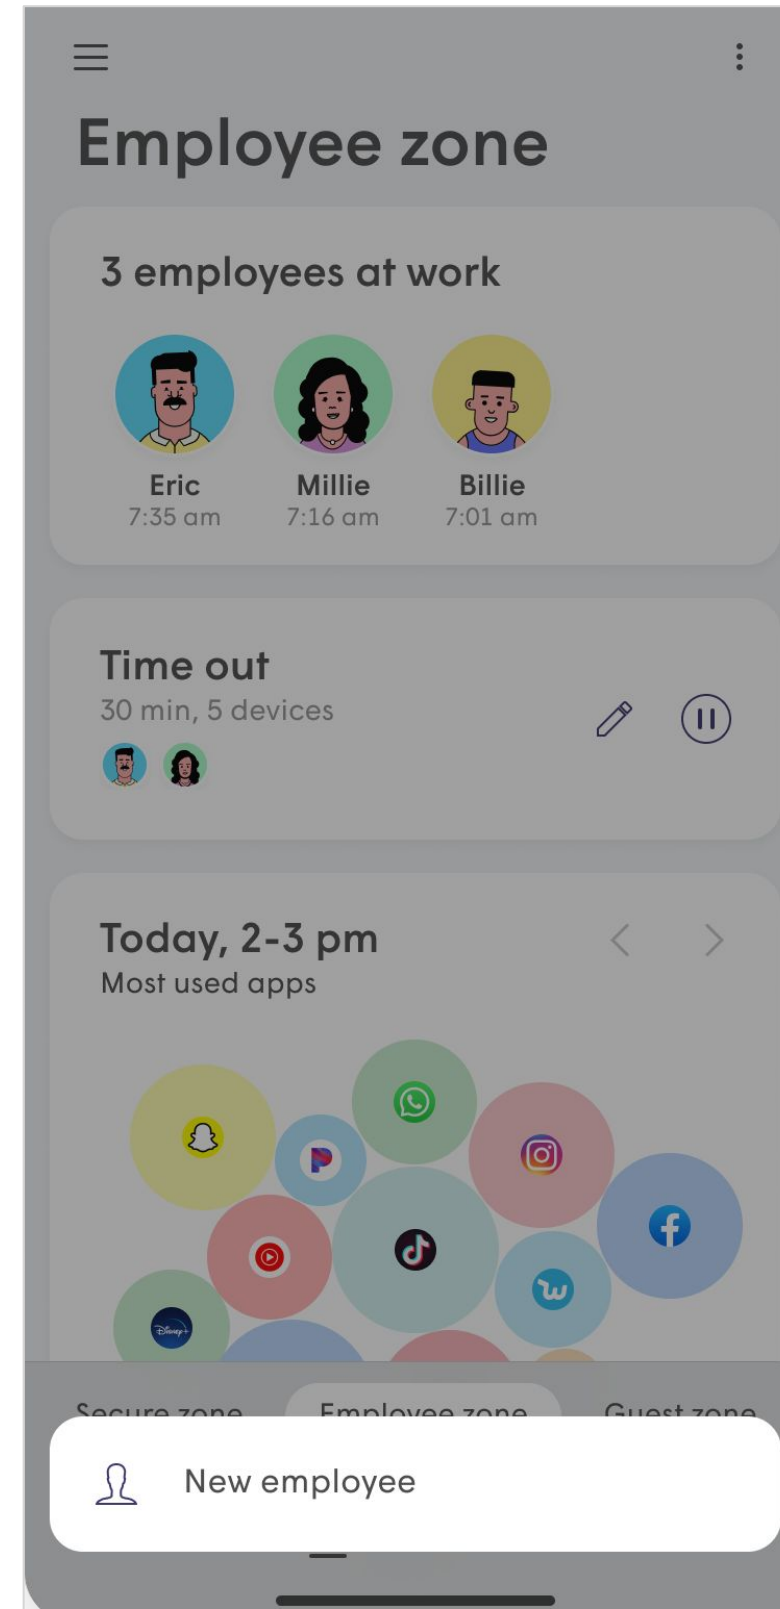 Employee zone
3 employees at work
Eric
Millie
Billie
7:35 am
7:16 am
7:01 am
Time out
30 min, 5 devices
Today, 2-3 pm
Most used apps
Disney+
Secure zone
Employee zone
Guest zone
New employee